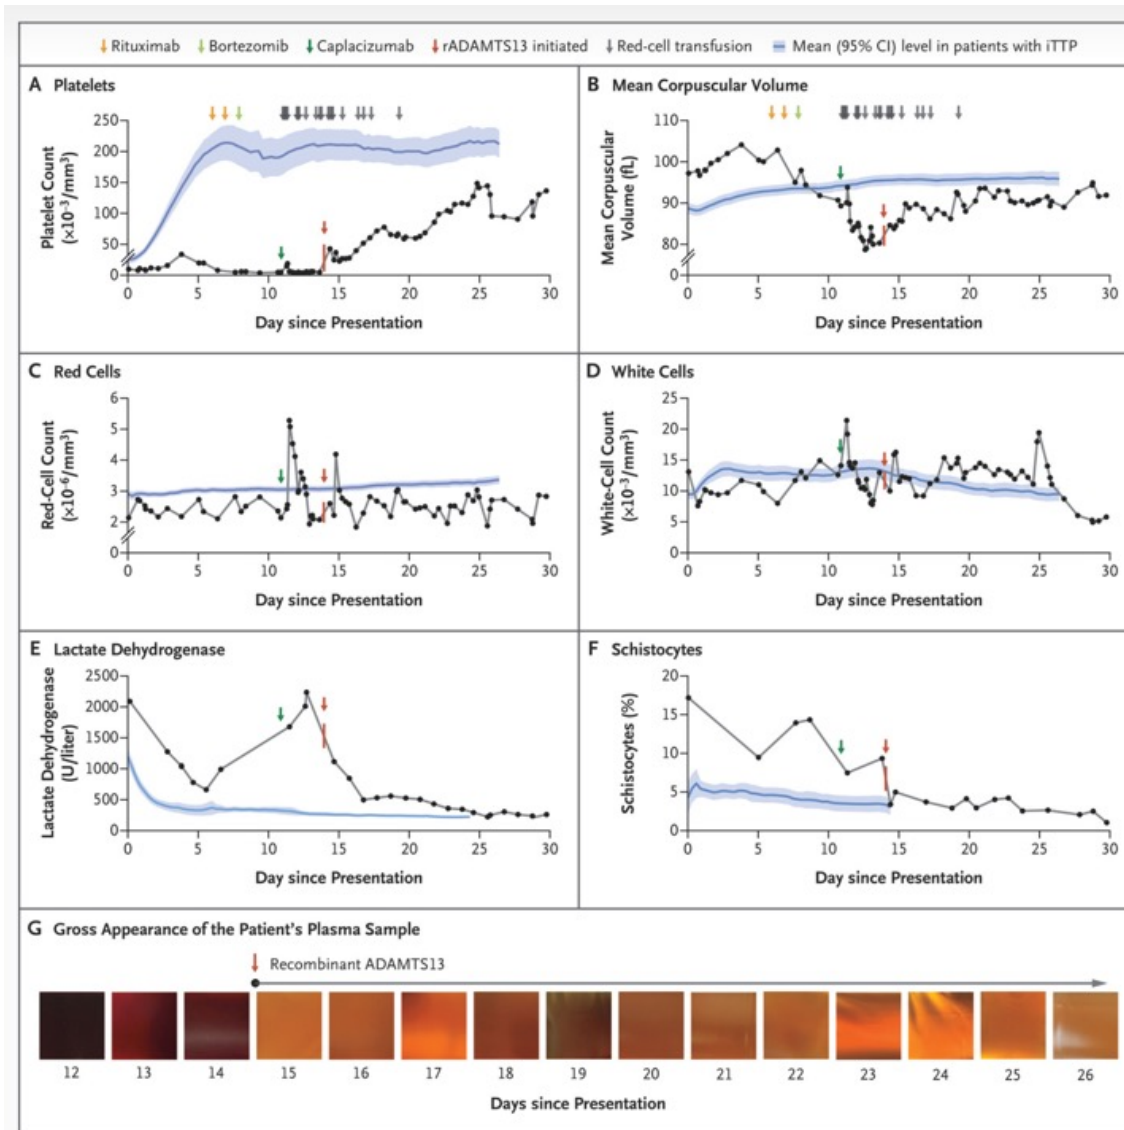 Rituximab Bortezomib Caplacizumab rADAMTS13 initiated Red-cell transfusion Mean (95% CI) level in patients with iTTP
A Platelets
250
200
150
100
50
0
Platelet Count
(×10⁻³/mm³)
0 5 10 15 20 25 30
Day since Presentation
B Mean Corpuscular Volume
110
100
90
80
0
Mean Corpuscular
Volume (fL)
0 5 10 15 20 25 30
Day since Presentation
C Red Cells
6
5
4
3
2
0
Red-Cell Count
(×10⁻⁶/mm³)
0 5 10 15 20 25 30
Day since Presentation
D White Cells
25
20
15
10
5
0
White-Cell Count
(×10⁻³/mm³)
0 5 10 15 20 25 30
Day since Presentation
E Lactate Dehydrogenase
2500
2000
1500
1000
500
0
Lactate Dehydrogenase
(U/liter)
0 5 10 15 20 25 30
Day since Presentation
F Schistocytes
20
15
10
5
0
Schistocytes (%)
0 5 10 15 20 25 30
Day since Presentation
G Gross Appearance of the Patient's Plasma Sample
Recombinant ADAMTS13
12 13 14 15 16 17 18 19 20 21 22 23 24 25 26
Days since Presentation